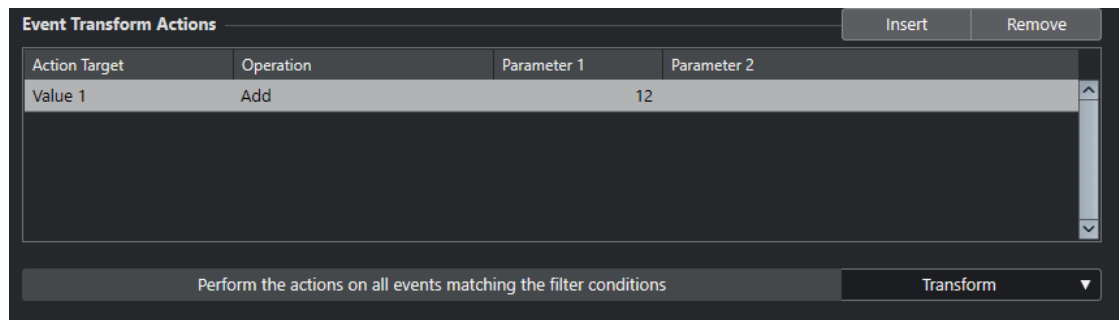 Event Transform Actions Insert Remove
Action Target Operation Parameter 1 Parameter 2
Value 1 Add 12
Perform the actions on all events matching the filter conditions Transform